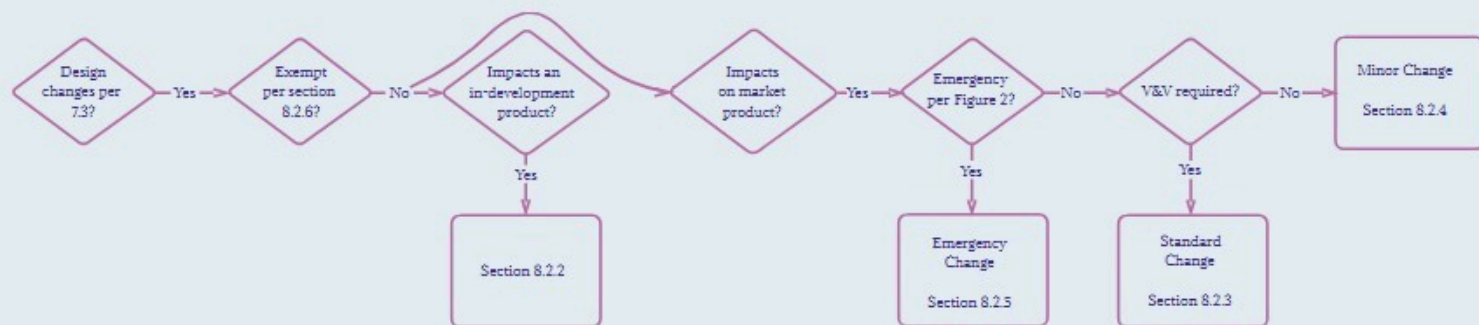 Design
changes per
7.3?
Yes
Exempt
per section
8.2.6?
No
Impacts an
in-development
product?
Yes
Section 8.2.2
Impacts
on market
product?
Yes
Emergency
per Figure 2?
Yes
Emergency
Change
Section 8.2.5
No
V&V required?
Yes
Standard
Change
Section 8.2.3
No
Minor Change
Section 8.2.4